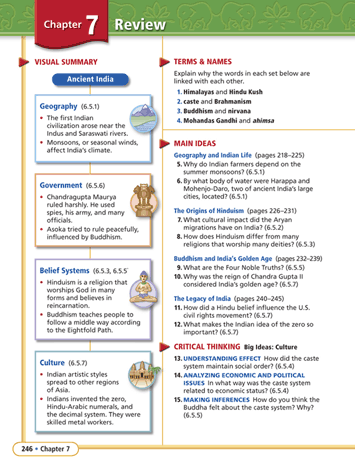 Chapter 7 Review
VISUAL SUMMARY
Ancient India
Geography (6.5.1)
• The first Indian
civilization arose near the
Indus and Saraswati rivers.
• Monsoons, or seasonal winds,
affect India's climate.
Government (6.5.6)
• Chandragupta Maurya
ruled harshly. He used
spies, his army, and many
officials.
• Asoka tried to rule peacefully,
influenced by Buddhism.
Belief Systems (6.5.3, 6.5.5)
• Hinduism is a religion that
worships God in many
forms and believes in
reincarnation.
• Buddhism teaches people to
follow a middle way according
to the Eightfold Path.
Culture (6.5.7)
• Indian artistic styles
spread to other regions
of Asia.
• Indians invented the zero,
Hindu-Arabic numerals, and
the decimal system. They were
skilled metal workers.
TERMS & NAMES
Explain why the words in each set below are
linked with each other.
1. Himalayas and Hindu Kush
2. caste and Brahmanism
3. Buddhism and nirvana
4. Mohandas Gandhi and ahimsa
MAIN IDEAS
Geography and Indian Life (pages 218–225)
5. Why do Indian farmers depend on the
summer monsoons? (6.5.1)
6. By what body of water were Harappa and
Mohenjo-Daro, two of ancient India's large
cities, located? (6.5.1)
The Origins of Hinduism (pages 226–231)
7. What cultural impact did the Aryan
migrations have on India? (6.5.2)
8. How does Hinduism differ from many
religions that worship many deities? (6.5.3)
Buddhism and India's Golden Age (pages 232–239)
9. What are the Four Noble Truths? (6.5.5)
10. Why was the reign of Chandra Gupta II
considered India's golden age? (6.5.7)
The Legacy of India (pages 240–245)
11. How did a Hindu belief influence the U.S.
civil rights movement? (6.5.7)
12. What makes the Indian idea of the zero so
important? (6.5.7)
CRITICAL THINKING Big Ideas: Culture
13. UNDERSTANDING EFFECT How did the caste
system maintain social order? (6.5.4)
14. ANALYZING ECONOMIC AND POLITICAL
ISSUES In what way was the caste system
related to economic status? (6.5.4)
15. MAKING INFERENCES How do you think the
Buddha felt about the caste system? Why?
(6.5.5)
246 • Chapter 7